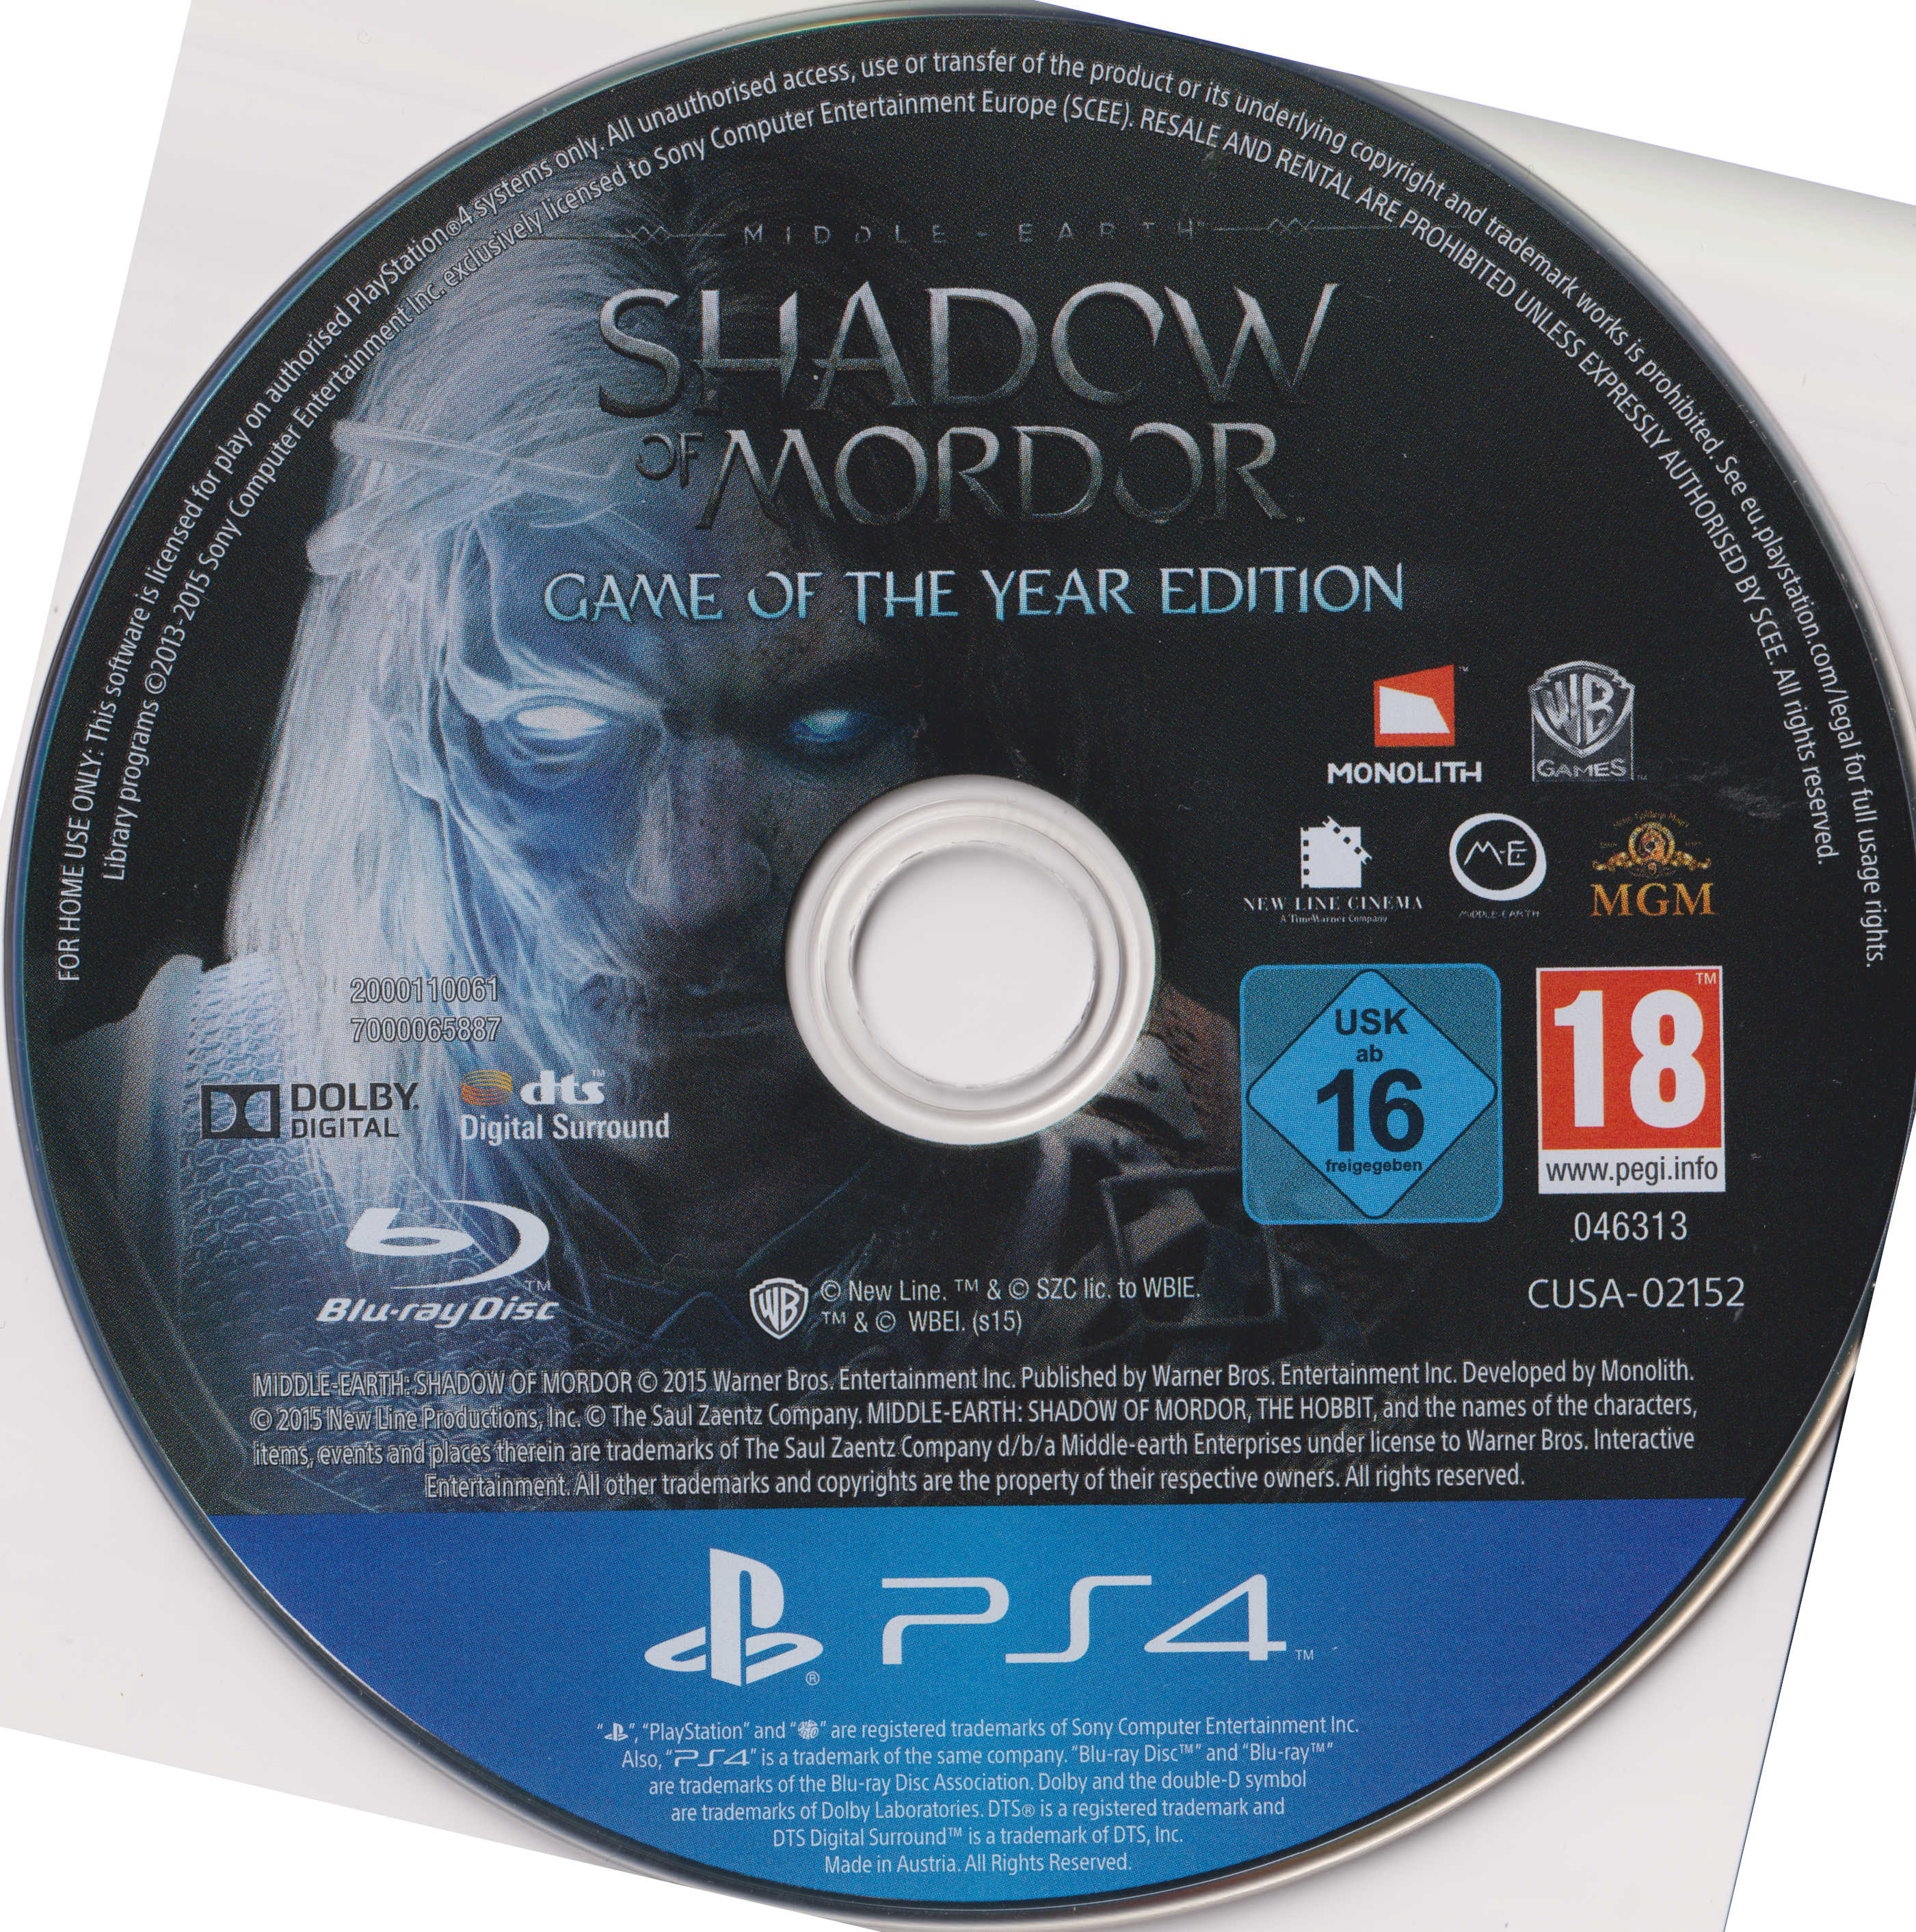 FOR HOME USE ONLY: This software is licensed for play on authorised PlayStation®4 systems only. All unauthorised access, use or transfer of the product or its underlying copyright and trademark works is prohibited. See eu.playstation.com/legal for full usage rights.
Library programs ©2013-2015 Sony Computer Entertainment Inc. exclusively licensed to Sony Computer Entertainment Europe (SCEE). RESALE AND RENTAL ARE PROHIBITED UNLESS EXPRESSLY AUTHORISED BY SCEE. All rights reserved.
MIDDLE-EARTH
SHADOW
OF MORDOR™
GAME OF THE YEAR EDITION
MONOLITH™
WB
GAMES™
NEW LINE CINEMA
A TimeWarner Company
M-E
MIDDLE-EARTH
MGM
2000110061
7000065887
DOLBY®
DIGITAL
dts™
Digital Surround
USK
ab
16
freigegeben
18™
www.pegi.info
046313
CUSA-02152
Blu-ray Disc™
WB
© New Line. ™ & © SZC lic. to WBIE.
™ & © WBEI. (s15)
MIDDLE-EARTH: SHADOW OF MORDOR © 2015 Warner Bros. Entertainment Inc. Published by Warner Bros. Entertainment Inc. Developed by Monolith.
© 2015 New Line Productions, Inc. © The Saul Zaentz Company. MIDDLE-EARTH: SHADOW OF MORDOR, THE HOBBIT, and the names of the characters,
items, events and places therein are trademarks of The Saul Zaentz Company d/b/a Middle-earth Enterprises under license to Warner Bros. Interactive
Entertainment. All other trademarks and copyrights are the property of their respective owners. All rights reserved.
PS4™
“ ”, “PlayStation” and “ ” are registered trademarks of Sony Computer Entertainment Inc.
Also, “PS4” is a trademark of the same company. “Blu-ray Disc™” and “Blu-ray™”
are trademarks of the Blu-ray Disc Association. Dolby and the double-D symbol
are trademarks of Dolby Laboratories. DTS® is a registered trademark and
DTS Digital Surround™ is a trademark of DTS, Inc.
Made in Austria. All Rights Reserved.